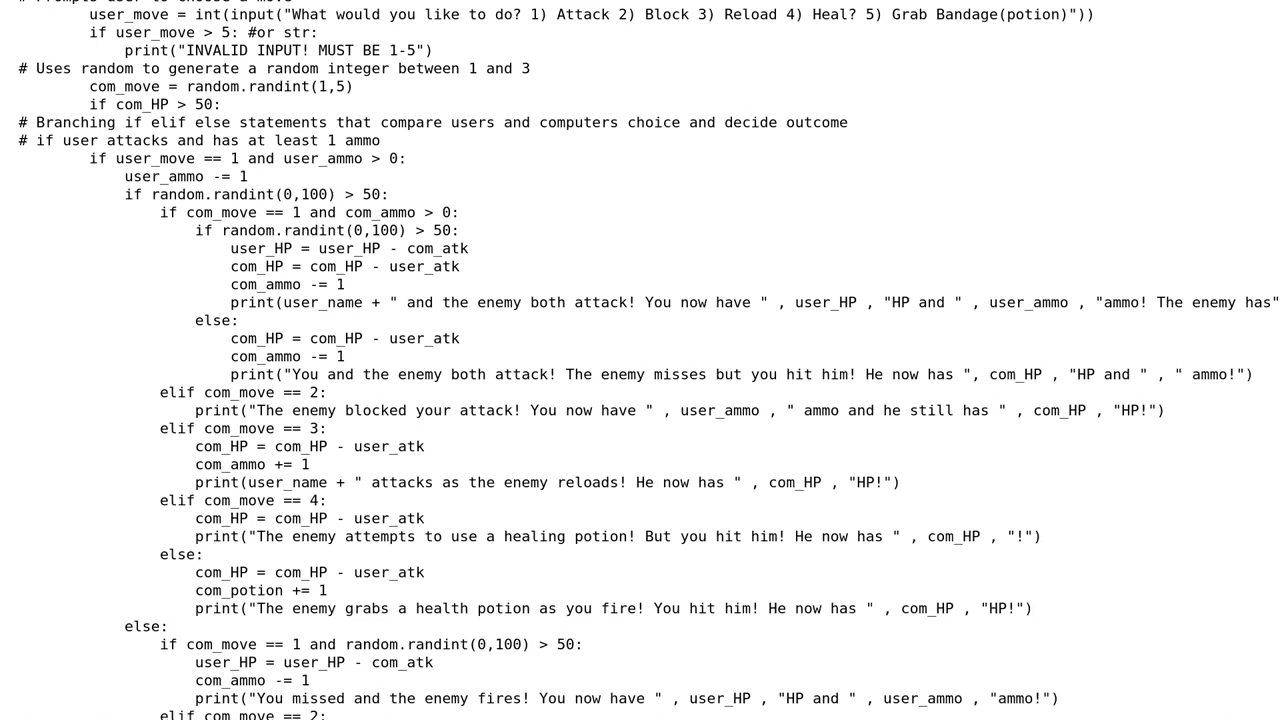 # Prompts user to choose a move
        user_move = int(input("What would you like to do? 1) Attack 2) Block 3) Reload 4) Heal? 5) Grab Bandage(potion)"))
        if user_move > 5: #or str:
            print("INVALID INPUT! MUST BE 1-5")
# Uses random to generate a random integer between 1 and 3
        com_move = random.randint(1,5)
        if com_HP > 50:
# Branching if elif else statements that compare users and computers choice and decide outcome
# if user attacks and has at least 1 ammo
        if user_move == 1 and user_ammo > 0:
            user_ammo -= 1
            if random.randint(0,100) > 50:
                if com_move == 1 and com_ammo > 0:
                    if random.randint(0,100) > 50:
                        user_HP = user_HP - com_atk
                        com_HP = com_HP - user_atk
                        com_ammo -= 1
                        print(user_name + " and the enemy both attack! You now have " , user_HP , "HP and " , user_ammo , "ammo! The enemy has"
                    else:
                        com_HP = com_HP - user_atk
                        com_ammo -= 1
                        print("You and the enemy both attack! The enemy misses but you hit him! He now has ", com_HP , "HP and " , " ammo!")
                elif com_move == 2:
                    print("The enemy blocked your attack! You now have " , user_ammo , " ammo and he still has " , com_HP , "HP!")
                elif com_move == 3:
                    com_HP = com_HP - user_atk
                    com_ammo += 1
                    print(user_name + " attacks as the enemy reloads! He now has " , com_HP , "HP!")
                elif com_move == 4:
                    com_HP = com_HP - user_atk
                    print("The enemy attempts to use a healing potion! But you hit him! He now has " , com_HP , "!")
                else:
                    com_HP = com_HP - user_atk
                    com_potion += 1
                    print("The enemy grabs a health potion as you fire! You hit him! He now has " , com_HP , "HP!")
            else:
                if com_move == 1 and random.randint(0,100) > 50:
                    user_HP = user_HP - com_atk
                    com_ammo -= 1
                    print("You missed and the enemy fires! You now have " , user_HP , "HP and " , user_ammo , "ammo!")
                elif com_move == 2: